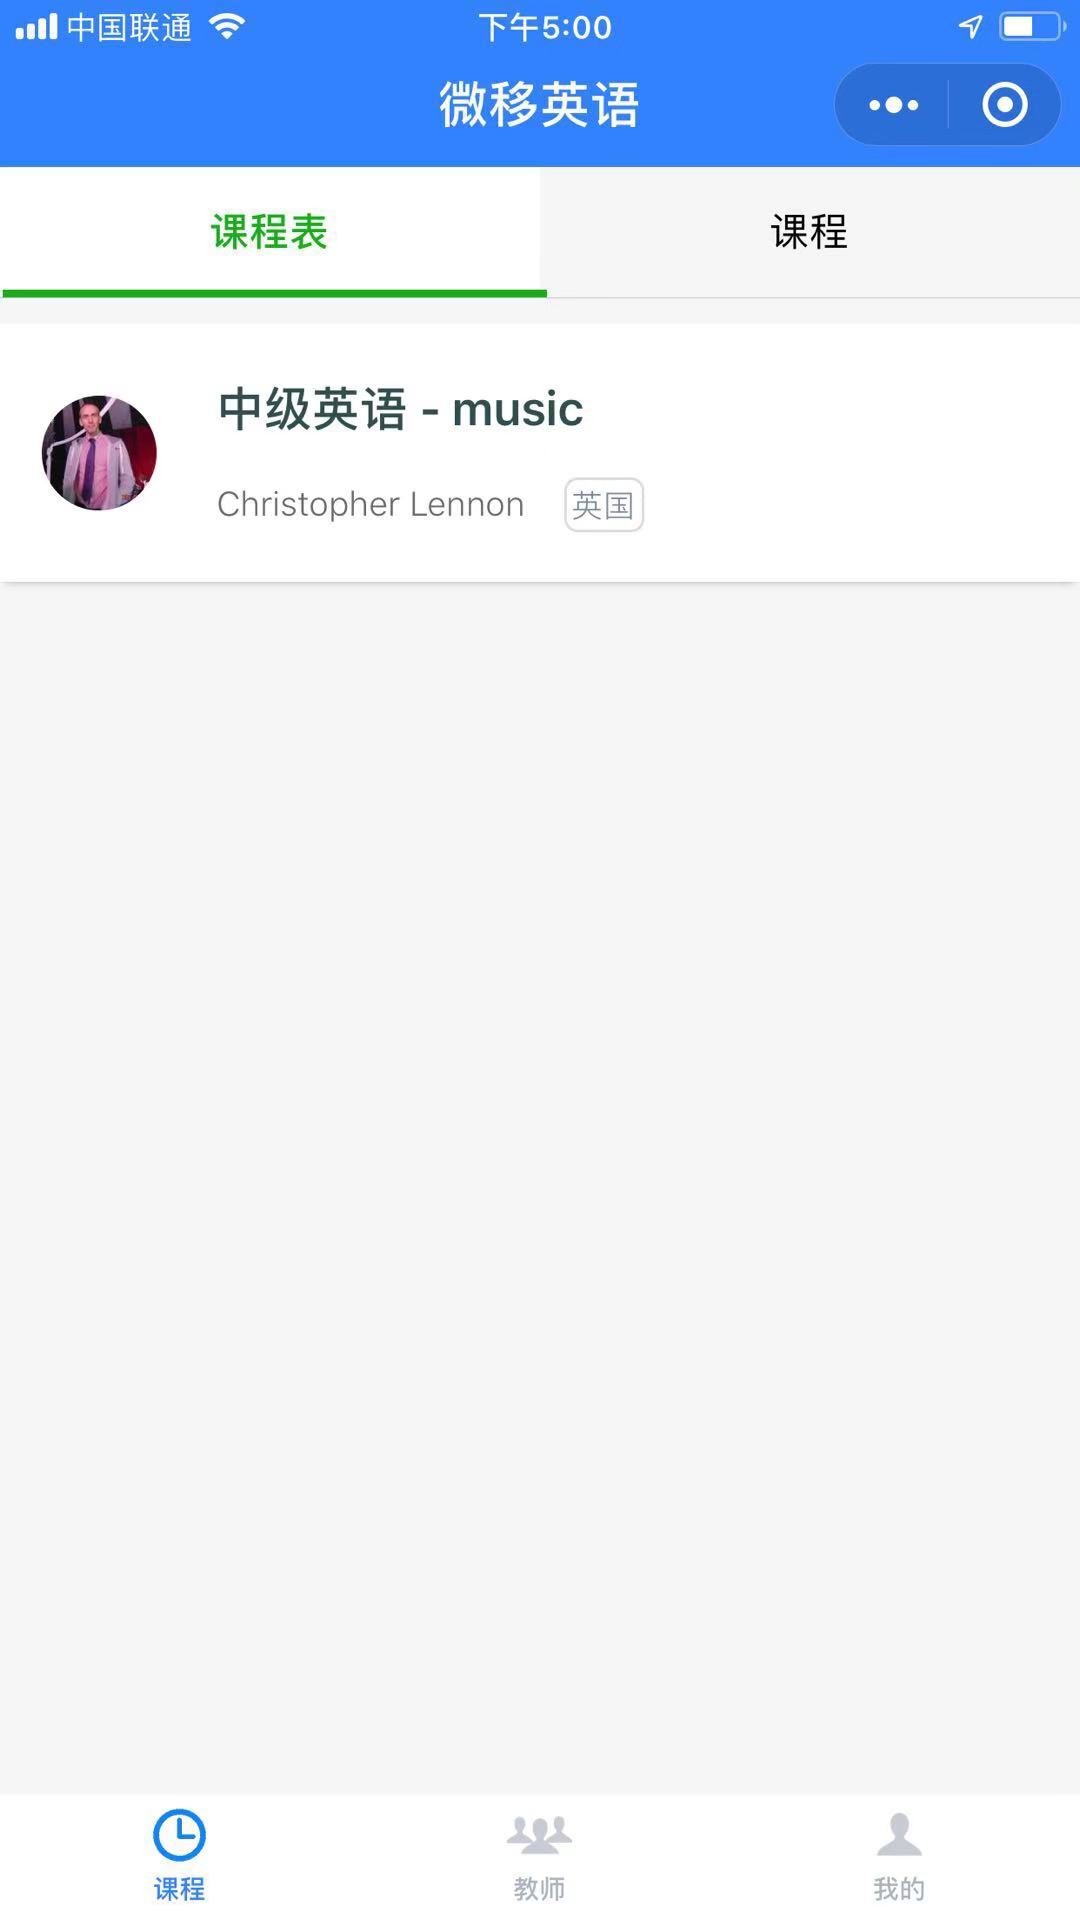 中国联通
下午5:00
微移英语
课程表
课程
中级英语 - music
Christopher Lennon 英国
课程
教师
我的